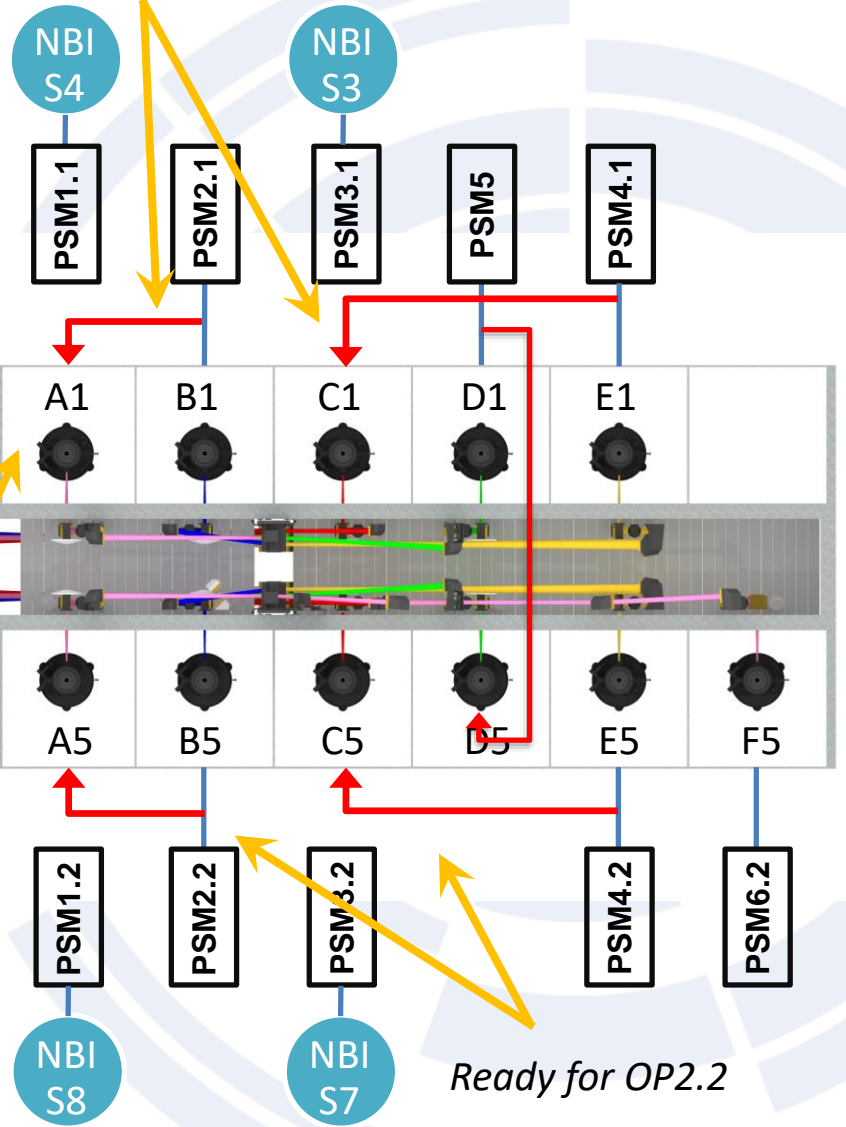 NBI
S4
NBI
S3
PSM1.1
PSM2.1
PSM3.1
PSM5
PSM4.1
A1
B1
C1
D1
E1
A5
B5
C5
D5
E5
F5
PSM1.2
PSM2.2
PSM3.2
PSM4.2
PSM6.2
NBI
S8
NBI
S7
Ready for OP2.2